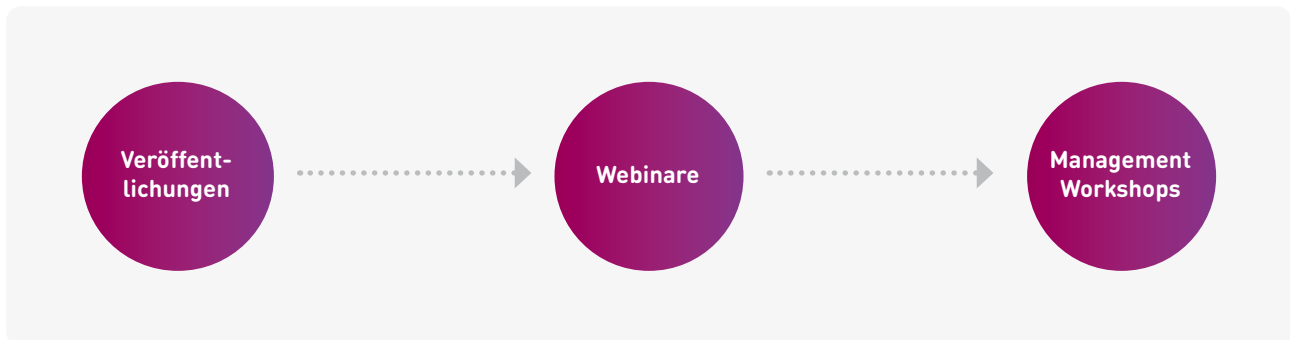 Veröffent-
lichungen
Webinare
Management
Workshops